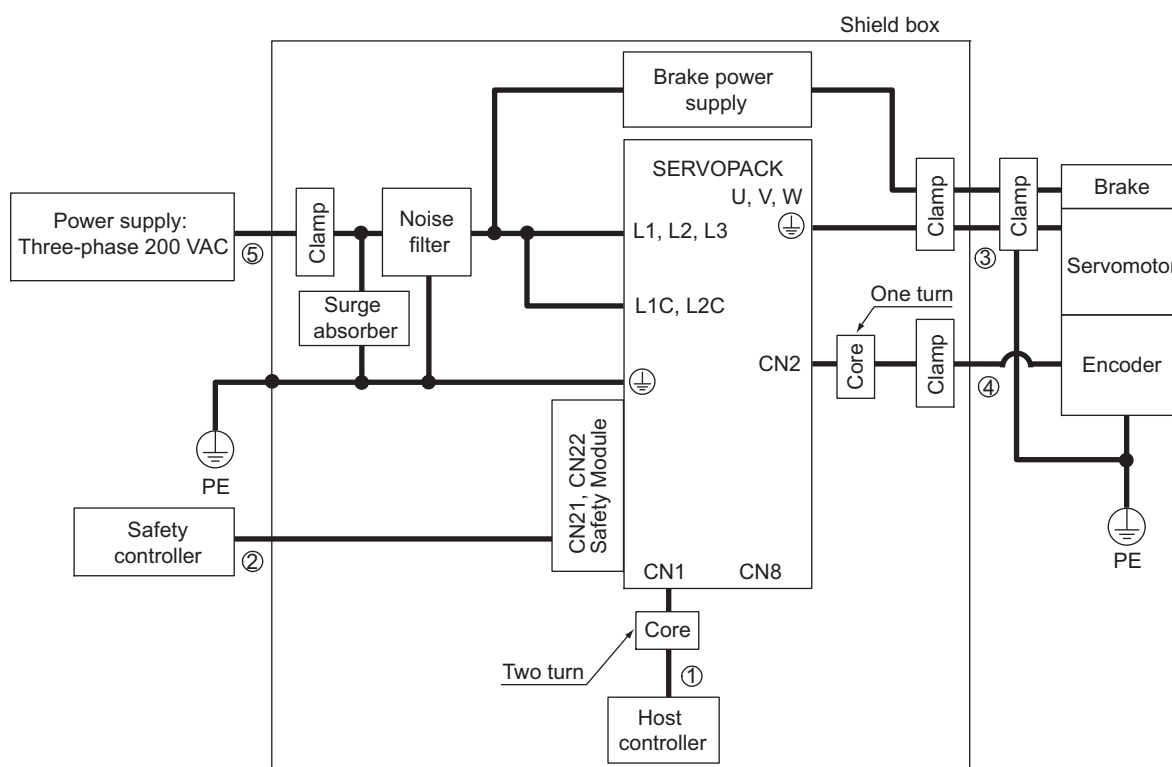 Shield box
Brake power
supply
SERVOPACK
U, V, W
Clamp
Clamp
Brake
Power supply:
Three-phase 200 VAC
⑤
Clamp
Noise
filter
L1, L2, L3
③
Servomotor
Surge
absorber
L1C, L2C
One turn
CN2
Core
Clamp
④
Encoder
PE
CN21, CN22
Safety Module
PE
Safety
controller
②
CN1
CN8
Core
Two turn
①
Host
controller